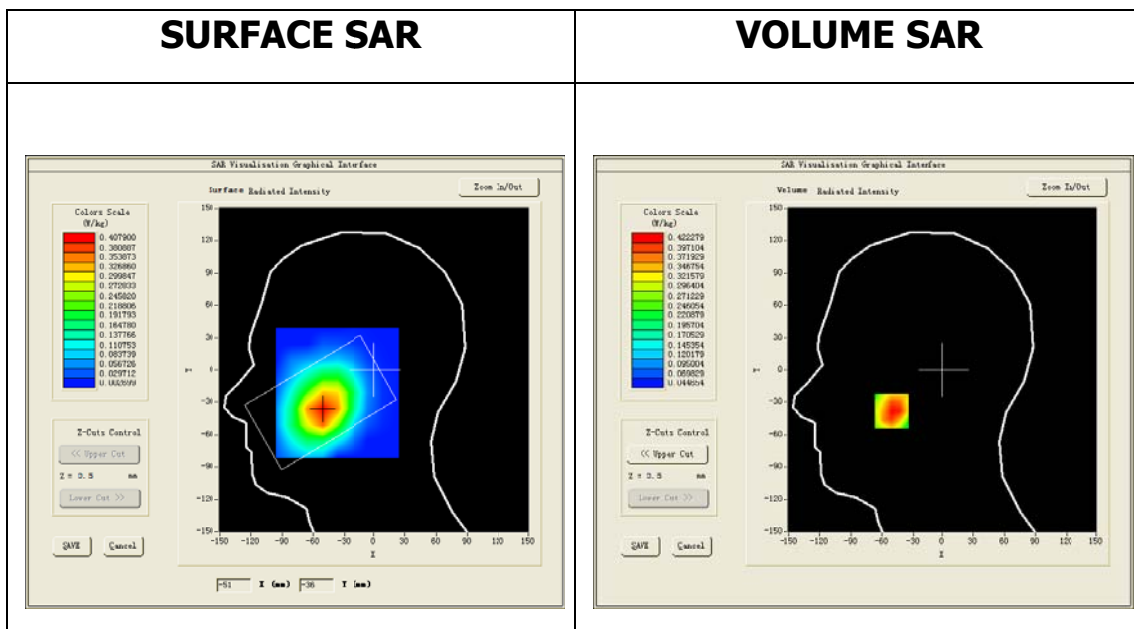 SURFACE SAR
SAR Visualisation Graphical Interface
Surface Radiated Intensity
Zoom In/Out
Colors Scale
(W/kg)
0.407900
0.380887
0.353873
0.326860
0.299847
0.272833
0.245820
0.218806
0.191793
0.164780
0.137766
0.110753
0.083739
0.056726
0.029712
0.002699
Z-Cuts Control
<< Upper Cut
Z = 3.5 mm
Lower Cut >>
SAVE
Cancel
150
120
90
60
30
0
-30
-60
-90
-120
-150
Y
-150 -120 -90 -60 -30 0 30 60 90 120 150
X
-51 X (mm) -36 Y (mm)
VOLUME SAR
SAR Visualisation Graphical Interface
Volume Radiated Intensity
Zoom In/Out
Colors Scale
(W/kg)
0.422279
0.397104
0.371929
0.346754
0.321579
0.296404
0.271229
0.246054
0.220879
0.195704
0.170529
0.145354
0.120179
0.095004
0.069829
0.044654
Z-Cuts Control
<< Upper Cut
Z = 3.5 mm
Lower Cut >>
SAVE
Cancel
150
120
90
60
30
0
-30
-60
-90
-120
-150
Y
-150 -120 -90 -60 -30 0 30 60 90 120 150
X